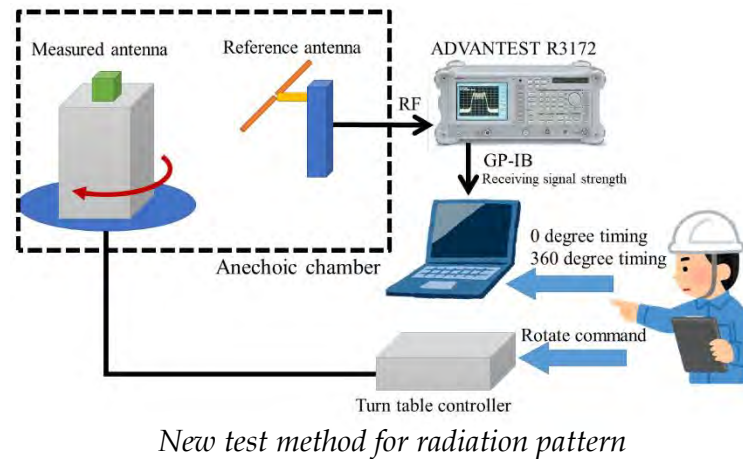 Measured antenna
Reference antenna
ADVANTEST R3172
RF
GP-IB
Receiving signal strength
Anechoic chamber
0 degree timing
360 degree timing
Rotate command
Turn table controller
New test method for radiation pattern